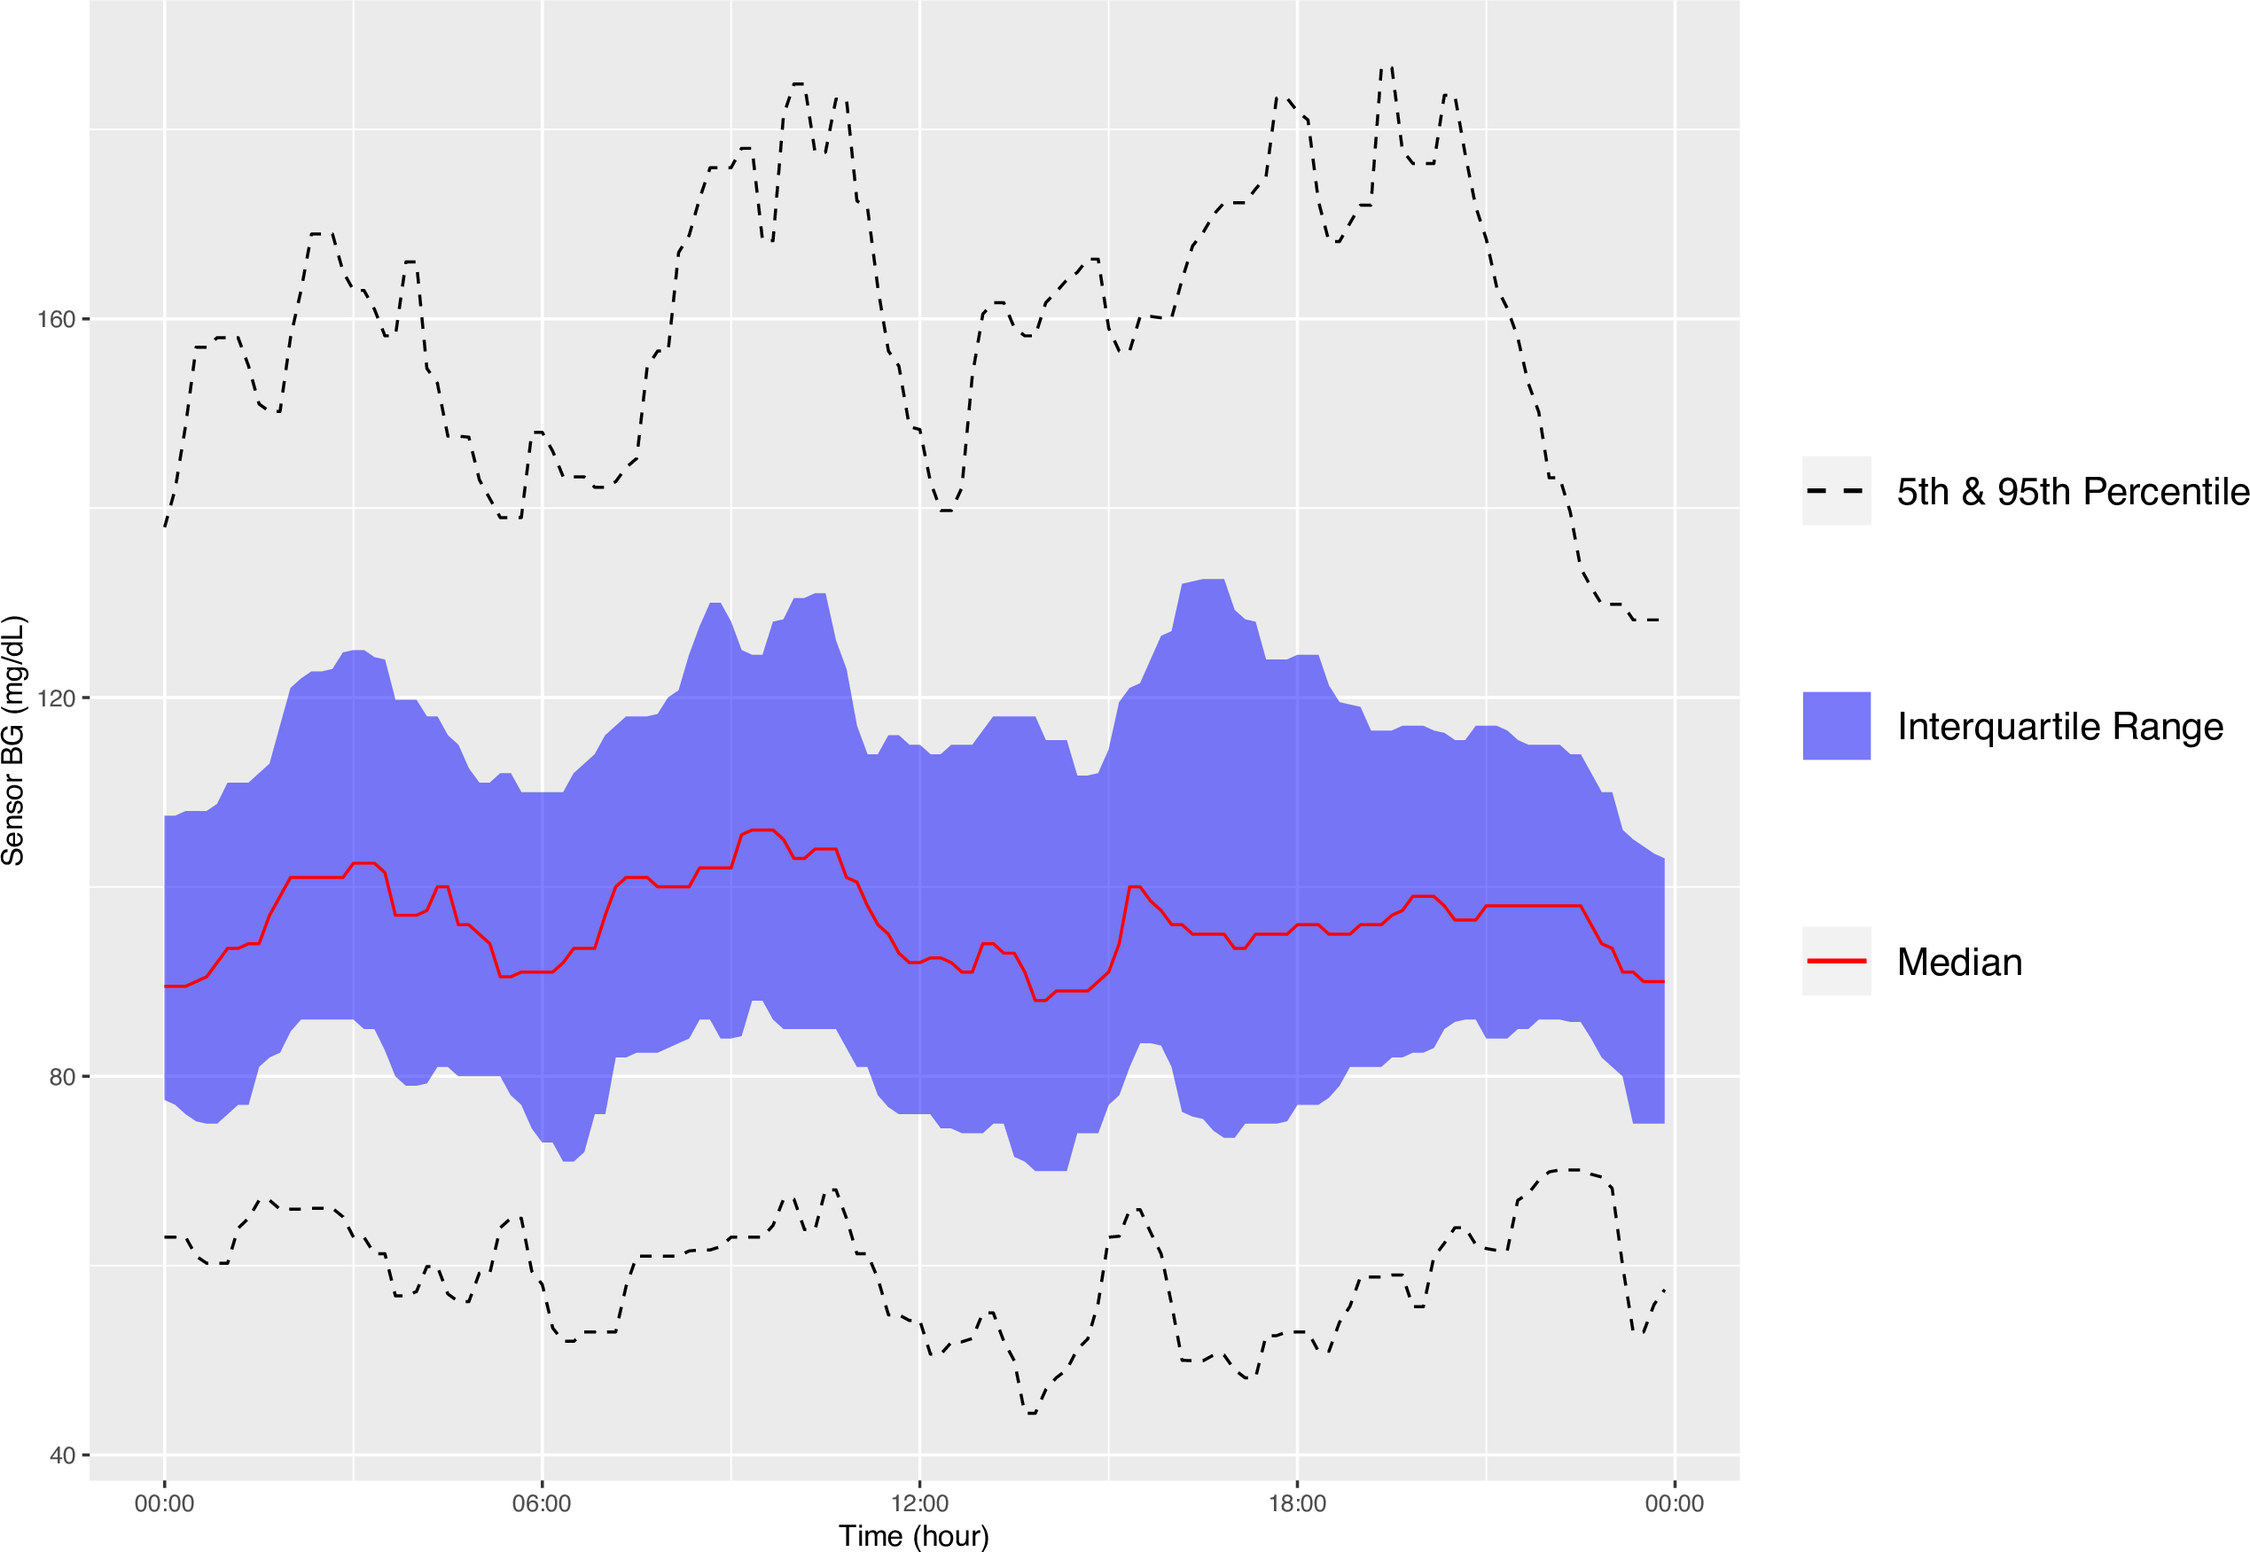 Sensor BG (mg/dL)
160
120
80
40
00:00 06:00 12:00 18:00 00:00
Time (hour)
5th & 95th Percentile
Interquartile Range
Median